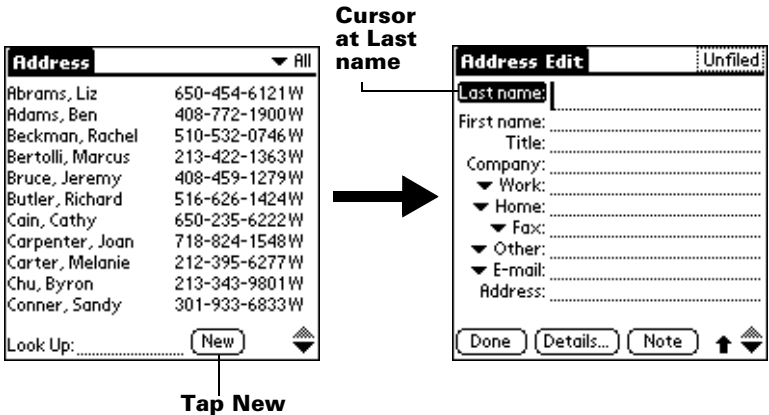 Cursor
at Last
name
Address ▼ All
Abrams, Liz 650-454-6121W
Adams, Ben 408-772-1900W
Beckman, Rachel 510-532-0746W
Bertolli, Marcus 213-422-1363W
Bruce, Jeremy 408-459-1279W
Butler, Richard 516-626-1424W
Cain, Cathy 650-235-6222W
Carpenter, Joan 718-824-1548W
Carter, Melanie 212-395-6277W
Chu, Byron 213-343-9801W
Conner, Sandy 301-933-6833W
Look Up: New
Tap New
Address Edit Unfiled
Last name:
First name:
Title:
Company:
▼ Work:
▼ Home:
▼ Fax:
▼ Other:
▼ E-mail:
Address:
Done Details... Note